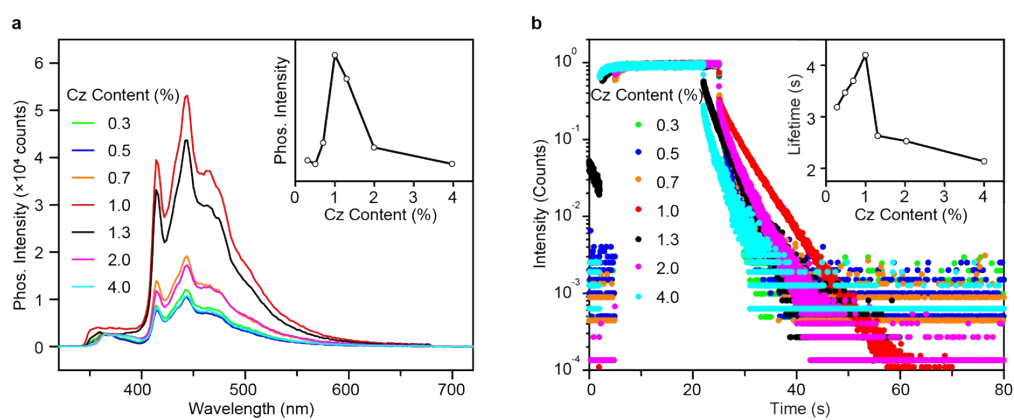 a
Phos. Intensity ×10⁴ counts)
6
5
4
3
2
1
0
400 500 600 700
Wavelength (nm)
Cz Content (%)
0.3
0.5
0.7
1.0
1.3
2.0
4.0
Phos. Intensity
0 1 2 3 4
Cz Content (%)
b
Intensity (Counts)
10⁰
10⁻¹
10⁻²
10⁻³
10⁻⁴
0 20 40 60 80
Time (s)
Cz Content (%)
0.3
0.5
0.7
1.0
1.3
2.0
4.0
Lifetime (s)
4
3
2
0 1 2 3 4
Cz Content (%)